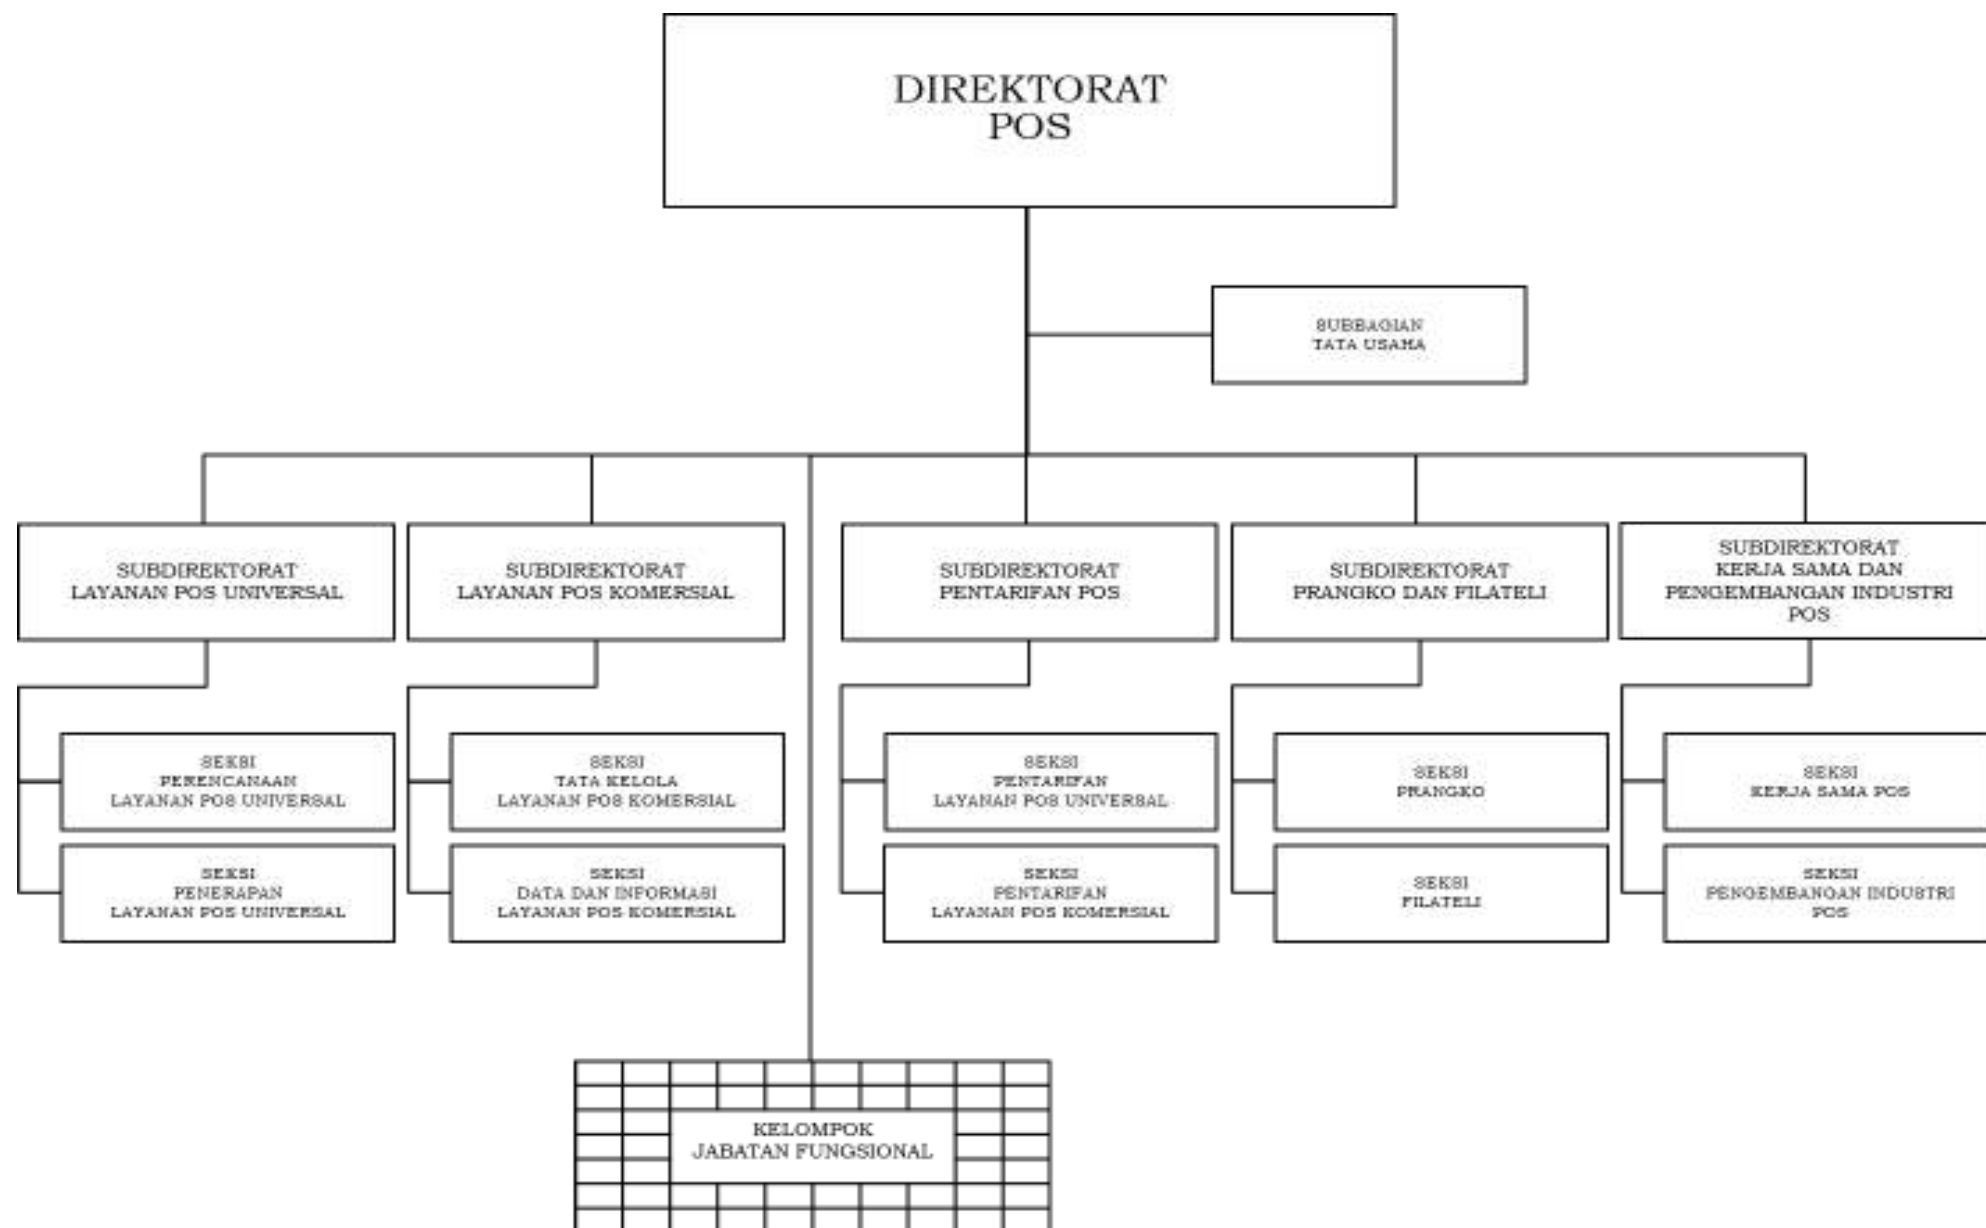 DIREKTORAT
POS
SUBBAGIAN
TATA USAHA
SUBDIREKTORAT
LAYANAN POS UNIVERSAL
SUBDIREKTORAT
LAYANAN POS KOMERSIAL
SUBDIREKTORAT
PENTARIFAN POS
SUBDIREKTORAT
PRANGKO DAN FILATELI
SUBDIREKTORAT
KERJA SAMA DAN
PENGEMBANGAN INDUSTRI
POS
SEKSI
PERENCANAAN
LAYANAN POS UNIVERSAL
SEKSI
TATA KELOLA
LAYANAN POS KOMERSIAL
SEKSI
PENTARIFAN
LAYANAN POS UNIVERSAL
SEKSI
PRANGKO
SEKSI
KERJA SAMA POS
SEKSI
PENERAPAN
LAYANAN POS UNIVERSAL
SEKSI
DATA DAN INFORMASI
LAYANAN POS KOMERSIAL
SEKSI
PENTARIFAN
LAYANAN POS KOMERSIAL
SEKSI
FILATELI
SEKSI
PENGEMBANGAN INDUSTRI
POS
KELOMPOK
JABATAN FUNGSIONAL